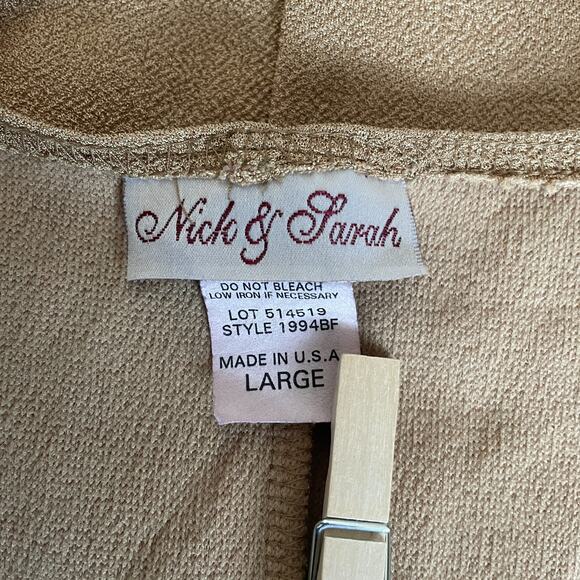 Nick & Sarah
DO NOT BLEACH
LOW IRON IF NECESSARY
LOT 514519
STYLE 1994BF
MADE IN U.S.A
LARGE